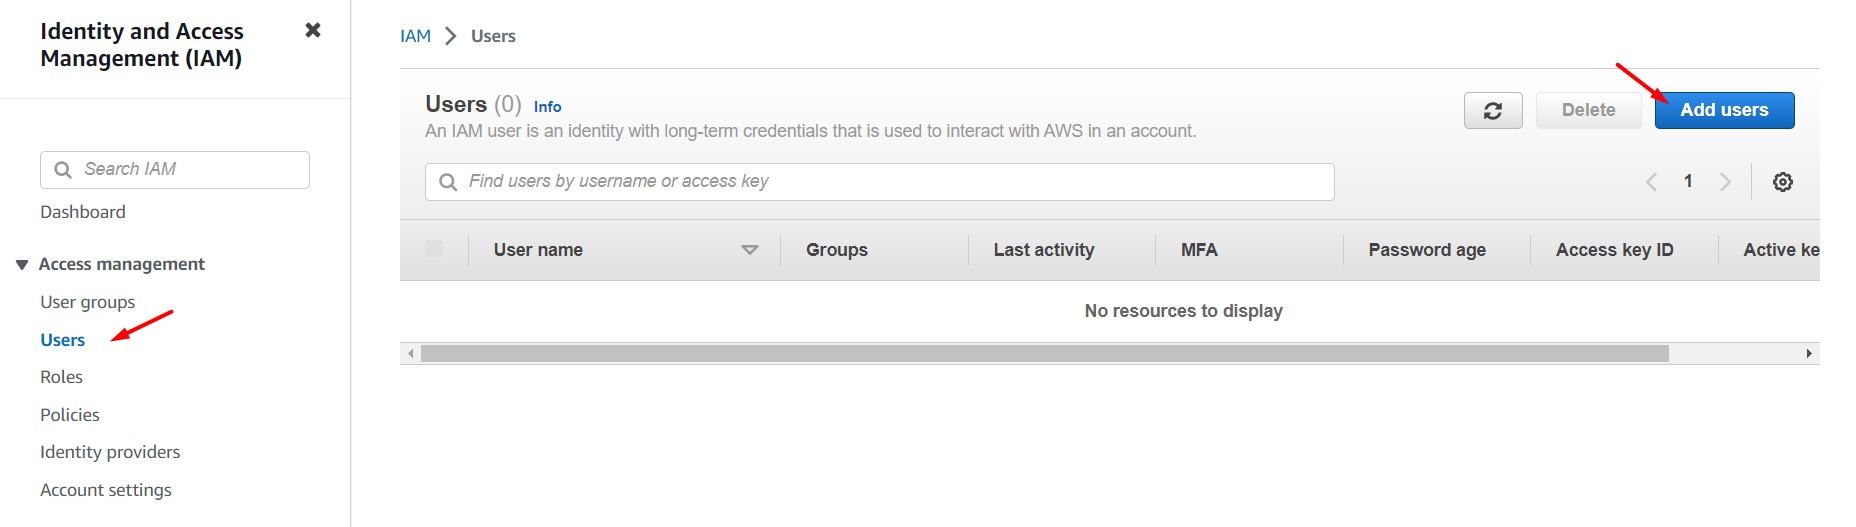 Identity and Access
Management (IAM)
Search IAM
Dashboard
Access management
User groups
Users
Roles
Policies
Identity providers
Account settings
IAM > Users
Users (0) Info
An IAM user is an identity with long-term credentials that is used to interact with AWS in an account.
Delete
Add users
Find users by username or access key
1
User name Groups Last activity MFA Password age Access key ID Active ke
No resources to display